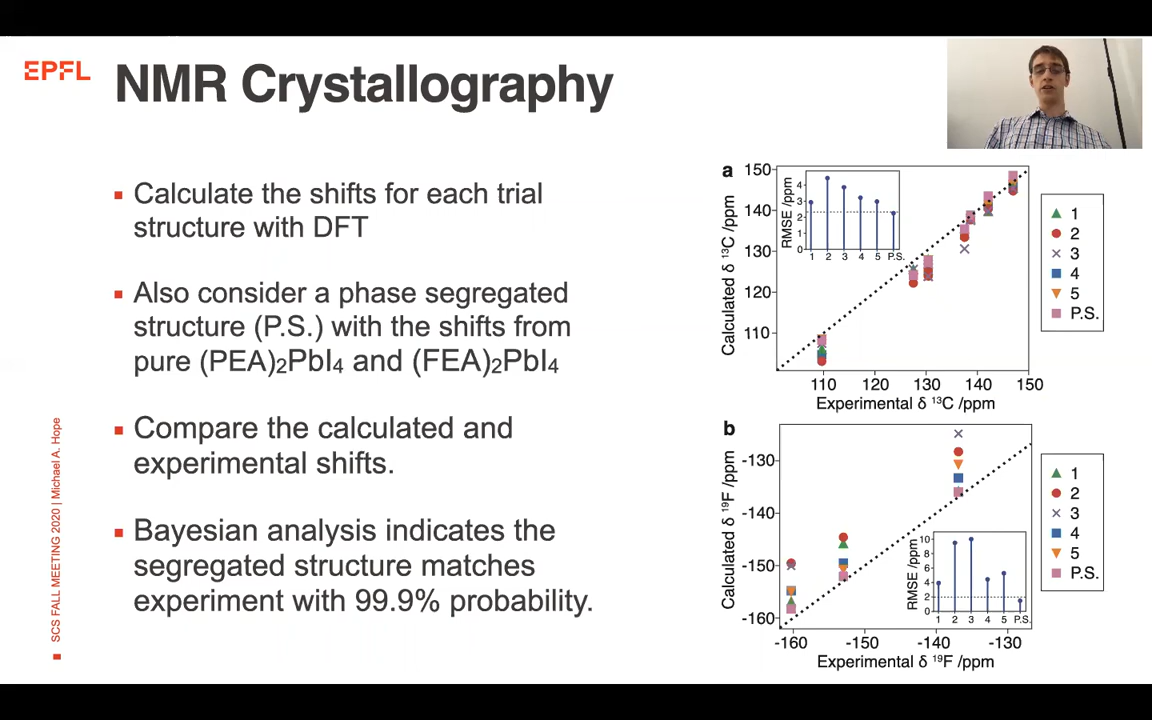 EPFL
NMR Crystallography
▪ Calculate the shifts for each trial
structure with DFT
▪ Also consider a phase segregated
structure (P.S.) with the shifts from
pure (PEA)₂PbI₄ and (FEA)₂PbI₄
▪ Compare the calculated and
experimental shifts.
▪ Bayesian analysis indicates the
segregated structure matches
experiment with 99.9% probability.
SCS FALL MEETING 2020 | Michael A. Hope
a
Calculated δ ¹³C /ppm
150
140
130
120
110
110 120 130 140 150
Experimental δ ¹³C /ppm
RMSE /ppm
4
3
2
1
0
1 2 3 4 5 P.S.
1
2
3
4
5
P.S.
b
Calculated δ ¹⁹F /ppm
-130
-140
-150
-160
-160 -150 -140 -130
Experimental δ ¹⁹F /ppm
RMSE /ppm
10
8
6
4
2
0
1 2 3 4 5 P.S.
1
2
3
4
5
P.S.